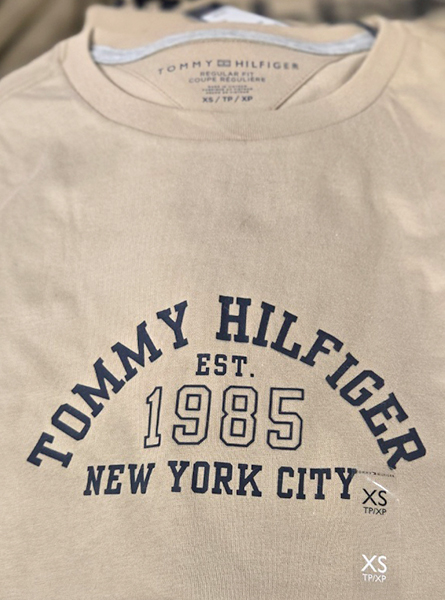 TOMMY HILFIGER
REGULAR FIT
COUPE RÉGULIÈRE
XS / TP / XP
TOMMY HILFIGER
EST.
1985
NEW YORK CITY
XS
TP/XP
XS
TP/XP